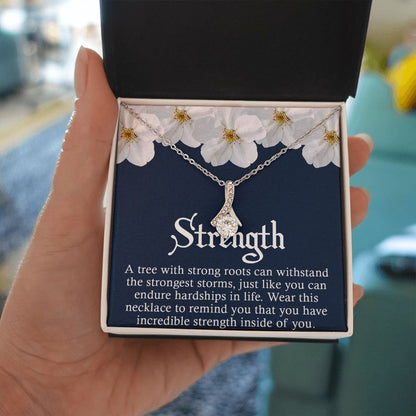 Strength
A tree with strong roots can withstand
the strongest storms, just like you can
endure hardships in life. Wear this
necklace to remind you that you have
incredible strength inside of you.